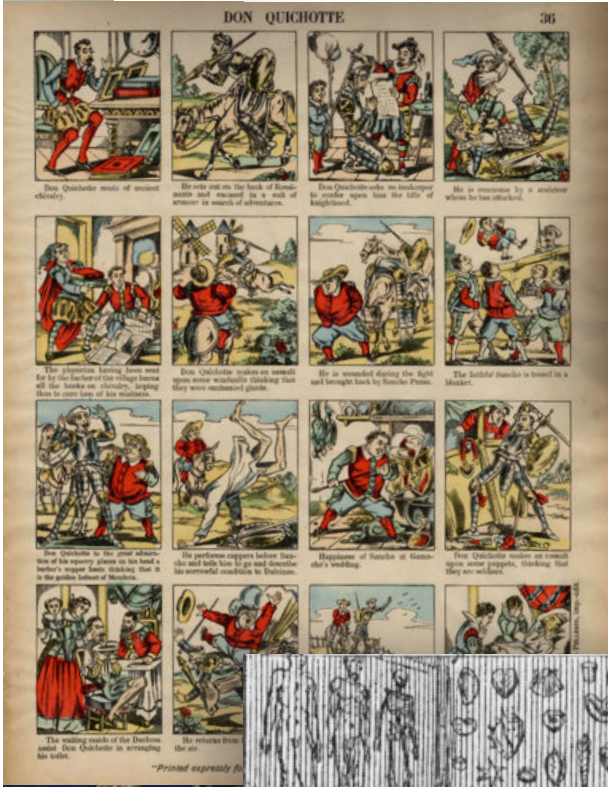 DON QUICHOTTE
36
Don Quichotte reads of ancient
chivalry.
He sets out on the back of Rossi-
nante and encased in a suit of
armour in search of adventures.
Don Quichotte asks an innkeeper
to confer upon him the title of
knighthood.
He is overcome by a muleteer
whom he has attacked.
The physician having been sent
for by the barber of the village burns
all the books on chivalry, hoping
thus to cure him of his madness.
Don Quichotte makes an assault
upon some windmills thinking that
they were enchanted giants.
He is wounded during the fight
and brought back by Sancho Panza.
The faithful Sancho is tossed in a
blanket.
Don Quichotte to the great admira-
tion of his squerry places on his head a
barber's copper basin thinking that it
is the golden helmet of Mambrin.
He performs cappers before San-
cho and tells him to go and describe
his sorrowful condition to Dulcinee.
Happiness of Sancho at Gama-
che's wedding.
Don Quichotte makes an assault
upon some puppets, thinking that
they are soldiers.
The waiting maids of the Duchess
assist Don Quichotte in arranging
his toilet.
He returns from
the air.
"Printed expressly fo
PELLERIN, imp.-edit.